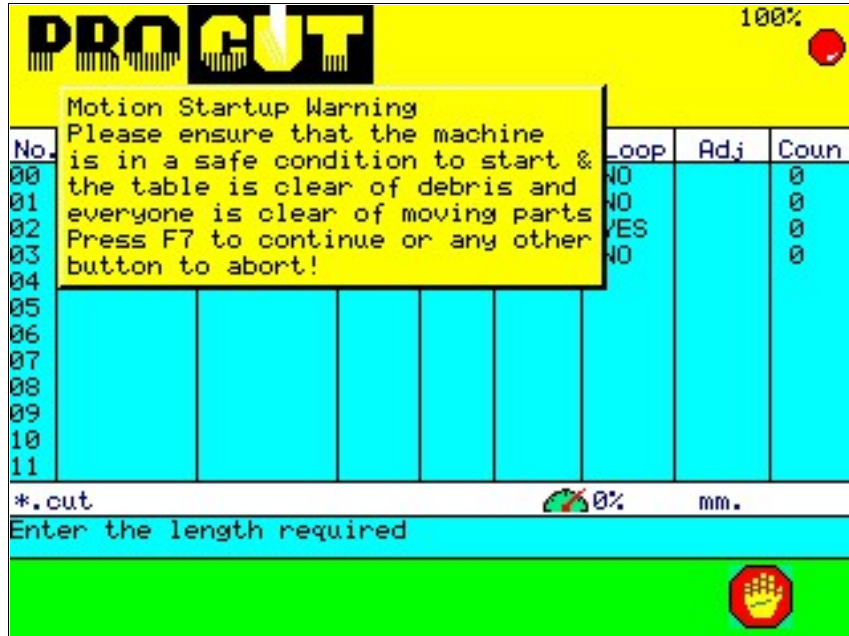 PRO CUT
100%
Motion Startup Warning
Please ensure that the machine
is in a safe condition to start &
the table is clear of debris and
everyone is clear of moving parts
Press F7 to continue or any other
button to abort!
No. Loop Adj Coun
00 NO 0
01 NO 0
02 YES 0
03 NO 0
04
05
06
07
08
09
10
11
*.cut 0% mm.
Enter the length required